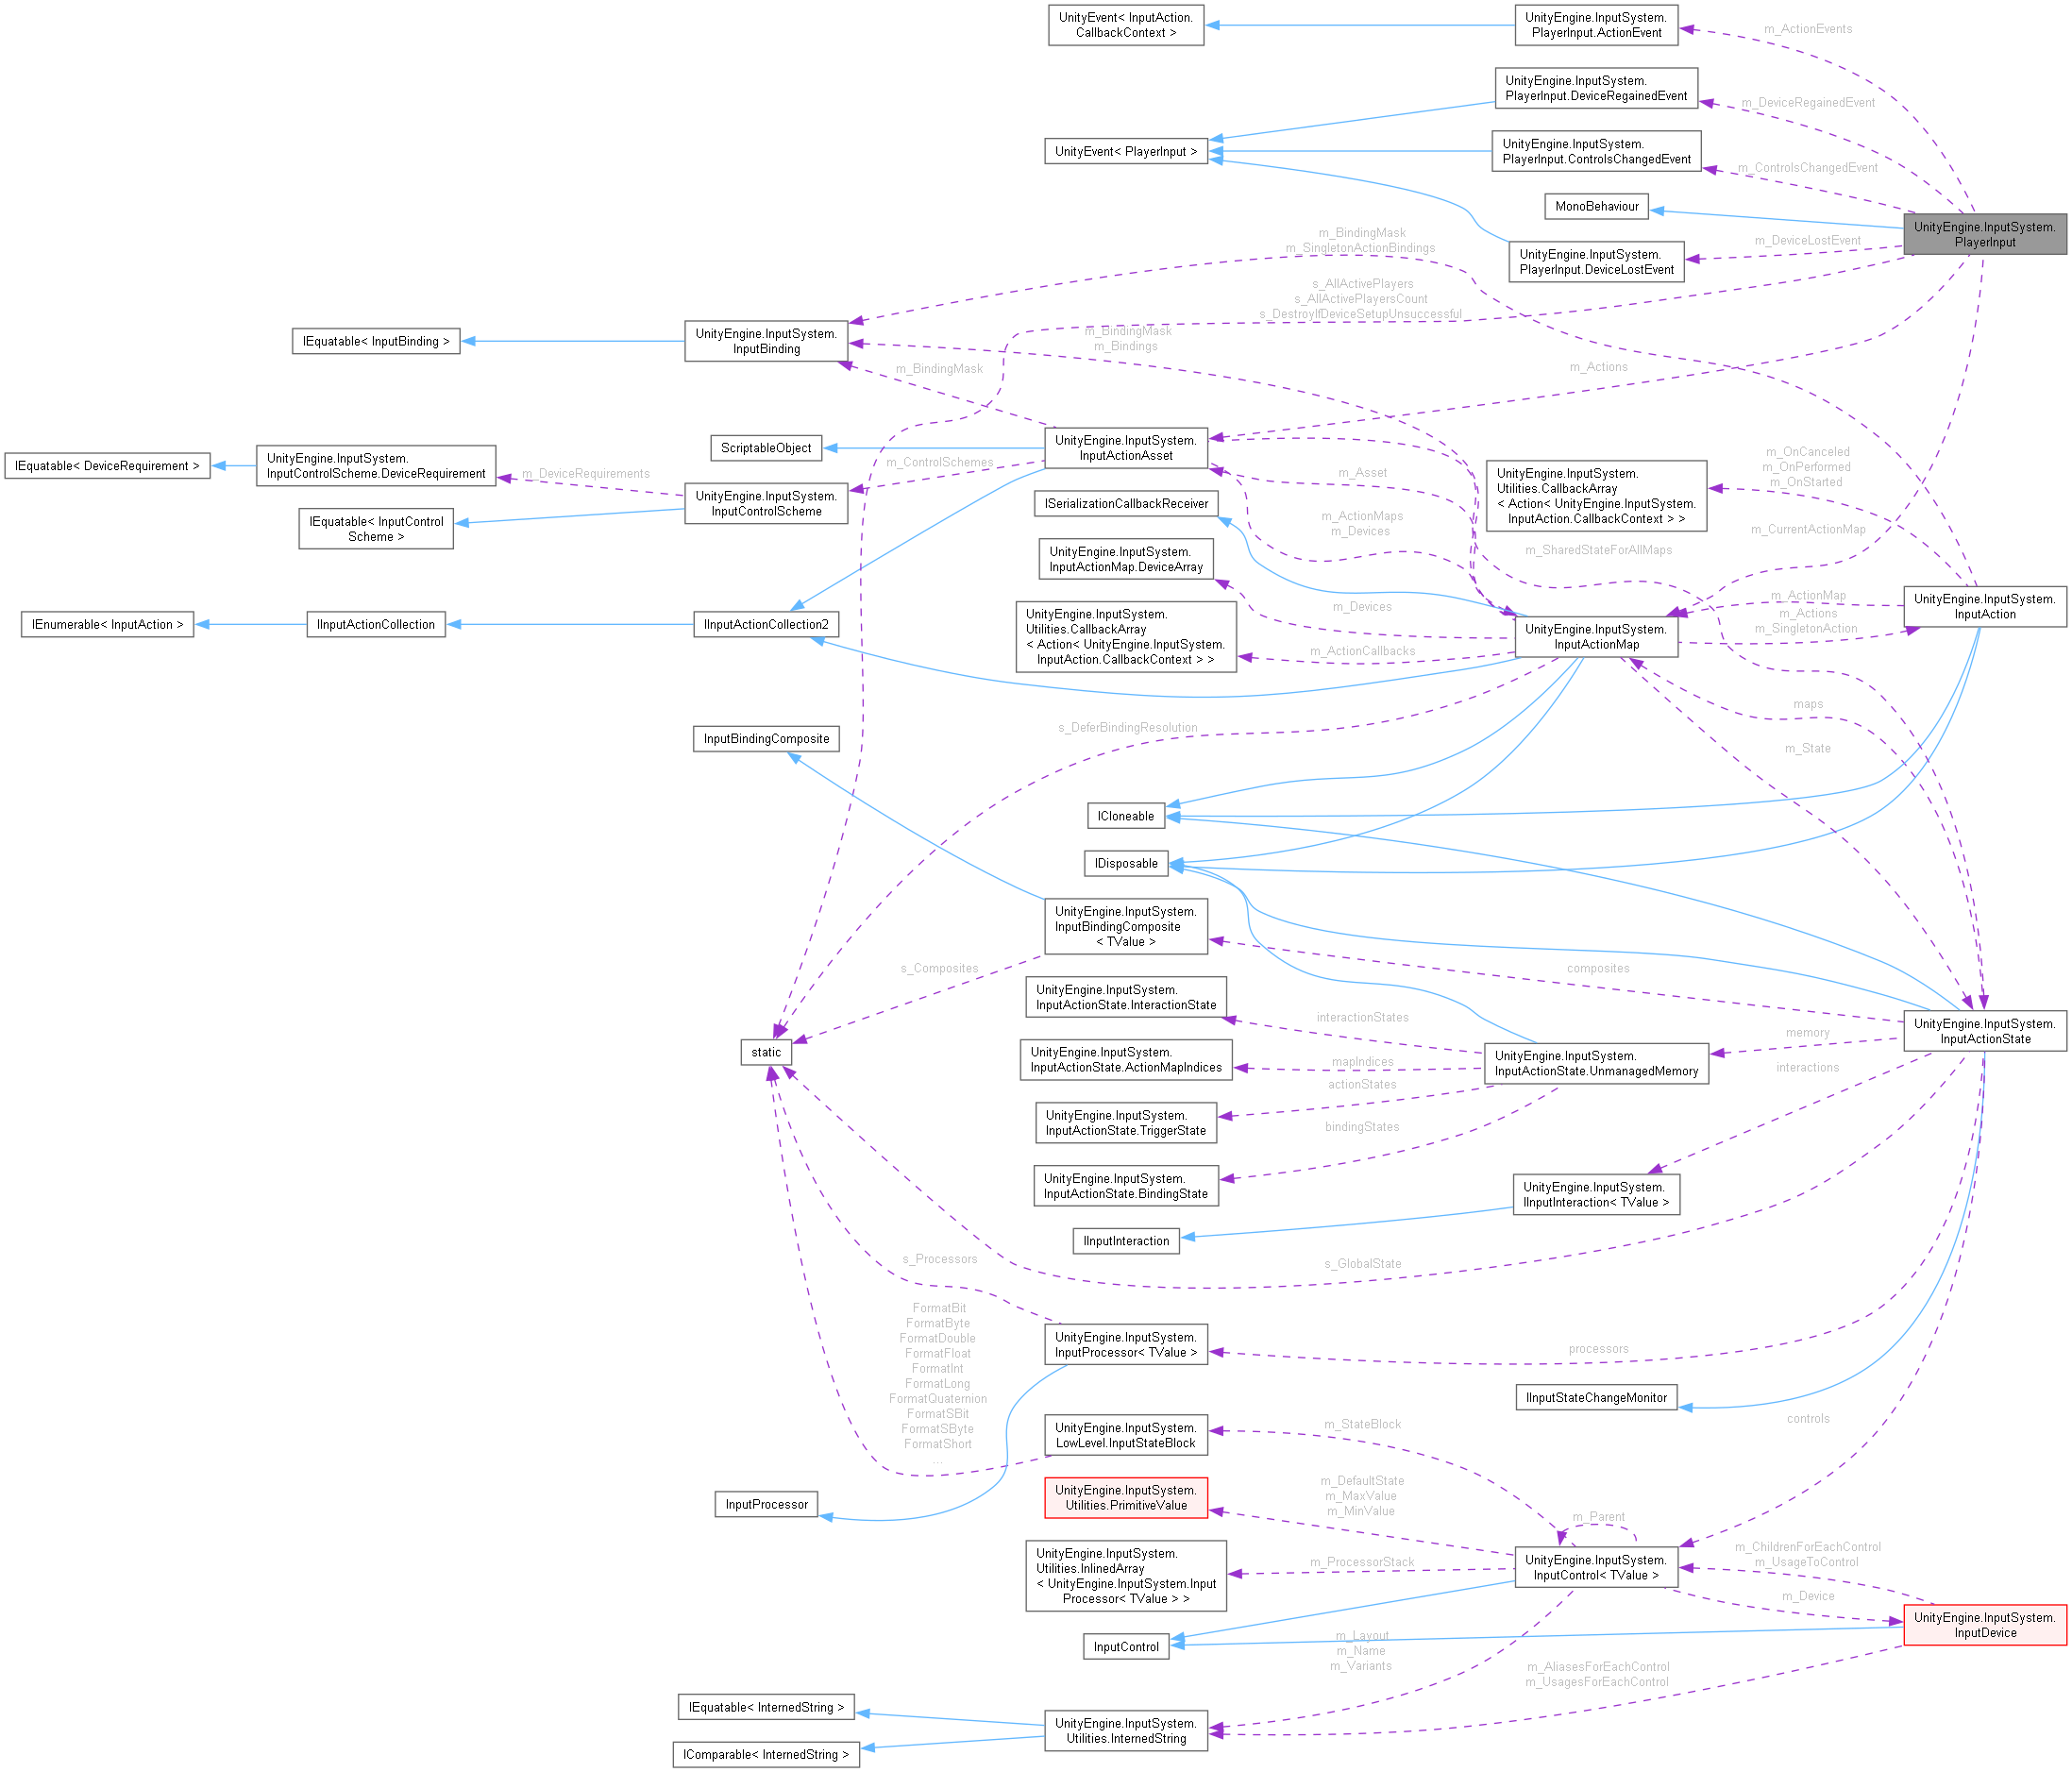 UnityEvent< InputAction.
CallbackContext >
UnityEngine.InputSystem.
PlayerInput.ActionEvent
m_ActionEvents
UnityEngine.InputSystem.
PlayerInput.DeviceRegainedEvent
m_DeviceRegainedEvent
UnityEvent< PlayerInput >
UnityEngine.InputSystem.
PlayerInput.ControlsChangedEvent
m_ControlsChangedEvent
MonoBehaviour
UnityEngine.InputSystem.
PlayerInput
m_BindingMask
m_SingletonActionBindings
UnityEngine.InputSystem.
PlayerInput.DeviceLostEvent
m_DeviceLostEvent
s_AllActivePlayers
s_AllActivePlayersCount
s_DestroyIfDeviceSetupUnsuccessful
IEquatable< InputBinding >
UnityEngine.InputSystem.
InputBinding
m_BindingMask
m_Bindings
m_BindingMask
m_Actions
ScriptableObject
UnityEngine.InputSystem.
InputActionAsset
IEquatable< DeviceRequirement >
UnityEngine.InputSystem.
InputControlScheme.DeviceRequirement
m_DeviceRequirements
m_ControlSchemes
m_Asset
UnityEngine.InputSystem.
Utilities.CallbackArray
< Action< UnityEngine.InputSystem.
InputAction.CallbackContext > >
m_OnCanceled
m_OnPerformed
m_OnStarted
UnityEngine.InputSystem.
InputControlScheme
ISerializationCallbackReceiver
IEquatable< InputControl
Scheme >
m_ActionMaps
m_Devices
m_CurrentActionMap
UnityEngine.InputSystem.
InputActionMap.DeviceArray
m_SharedStateForAllMaps
IEnumerable< InputAction >
IInputActionCollection
IInputActionCollection2
UnityEngine.InputSystem.
Utilities.CallbackArray
< Action< UnityEngine.InputSystem.
InputAction.CallbackContext > >
m_Devices
m_ActionCallbacks
UnityEngine.InputSystem.
InputActionMap
m_ActionMap
m_Actions
m_SingletonAction
UnityEngine.InputSystem.
InputAction
InputBindingComposite
s_DeferBindingResolution
maps
m_State
ICloneable
IDisposable
UnityEngine.InputSystem.
InputBindingComposite
< TValue >
s_Composites
composites
UnityEngine.InputSystem.
InputActionState.InteractionState
interactionStates
static
UnityEngine.InputSystem.
InputActionState.ActionMapIndices
mapIndices
UnityEngine.InputSystem.
InputActionState.UnmanagedMemory
memory
UnityEngine.InputSystem.
InputActionState
interactions
actionStates
UnityEngine.InputSystem.
InputActionState.TriggerState
bindingStates
UnityEngine.InputSystem.
InputActionState.BindingState
UnityEngine.InputSystem.
IInputInteraction< TValue >
IInputInteraction
s_Processors
s_GlobalState
FormatBit
FormatByte
FormatDouble
FormatFloat
FormatInt
FormatLong
FormatQuaternion
FormatSBit
FormatSByte
FormatShort
...
UnityEngine.InputSystem.
InputProcessor< TValue >
processors
IInputStateChangeMonitor
controls
UnityEngine.InputSystem.
LowLevel.InputStateBlock
m_StateBlock
InputProcessor
UnityEngine.InputSystem.
Utilities.PrimitiveValue
m_DefaultState
m_MaxValue
m_MinValue
m_Parent
UnityEngine.InputSystem.
Utilities.InlinedArray
< UnityEngine.InputSystem.Input
Processor< TValue > >
m_ProcessorStack
UnityEngine.InputSystem.
InputControl< TValue >
m_ChildrenForEachControl
m_UsageToControl
m_Device
UnityEngine.InputSystem.
InputDevice
InputControl
m_Layout
m_Name
m_Variants
m_AliasesForEachControl
m_UsagesForEachControl
IEquatable< InternedString >
UnityEngine.InputSystem.
Utilities.InternedString
IComparable< InternedString >